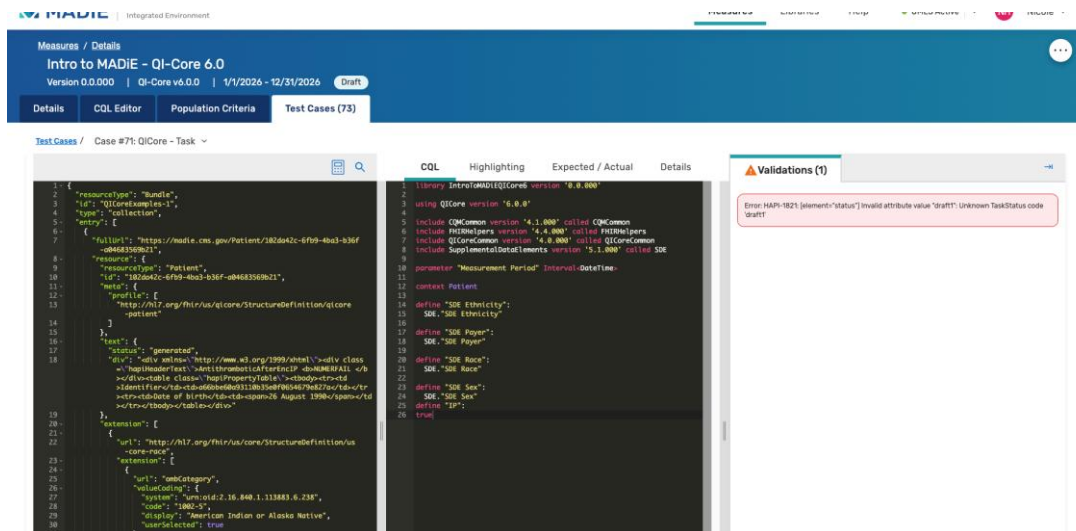 MADIE Integrated Environment Measures Libraries Help UMLS Active Nicole
Measures / Details
Intro to MADiE - QI-Core 6.0
Version 0.0.000 | QI-Core v6.0.0 | 1/1/2026 - 12/31/2026 Draft
Details CQL Editor Population Criteria Test Cases (73)
Test Cases / Case #71: QICore - Task
1 {
2 "resourceType": "Bundle",
3 "id": "QICoreExamples-1",
4 "type": "collection",
5 "entry": [
6 {
7 "fullUrl": "https://madie.cms.gov/Patient/102da42c-6fb9-4ba3-b36f
-a04683569b21",
8 "resource": {
9 "resourceType": "Patient",
10 "id": "102da42c-6fb9-4ba3-b36f-a04683569b21",
11 "meta": {
12 "profile": [
13 "http://hl7.org/fhir/us/qicore/StructureDefinition/qicore
-patient"
14 ]
15 },
16 "text": {
17 "status": "generated",
18 "div": "<div xmlns=\"http://www.w3.org/1999/xhtml\"><div class
=\"hapiHeaderText\">AntithromboticAfterEncIP <b>NUMERFAIL </b
></div><table class=\"hapiPropertyTable\"><tbody><tr><td
>Identifier</td><td>a66bbe60a93110b35e0f0654679e827a</td></tr
><tr><td>Date of birth</td><td><span>26 August 1990</span></td
></tr></tbody></table></div>"
19 },
20 "extension": [
21 {
22 "url": "http://hl7.org/fhir/us/core/StructureDefinition/us
-core-race",
23 "extension": [
24 {
25 "url": "ombCategory",
26 "valueCoding": {
27 "system": "urn:oid:2.16.840.1.113883.6.238",
28 "code": "1002-5",
29 "display": "American Indian or Alaska Native",
30 "userSelected": true
CQL Highlighting Expected / Actual Details
1 library IntroToMADiEQICore6 version '0.0.000'
2
3 using QICore version '6.0.0'
4
5 include CQMCommon version '4.1.000' called CQMCommon
6 include FHIRHelpers version '4.4.000' called FHIRHelpers
7 include QICoreCommon version '4.0.000' called QICoreCommon
8 include SupplementalDataElements version '5.1.000' called SDE
9
10 parameter "Measurement Period" Interval<DateTime>
11
12 context Patient
13
14 define "SDE Ethnicity":
15 SDE."SDE Ethnicity"
16
17 define "SDE Payer":
18 SDE."SDE Payer"
19
20 define "SDE Race":
21 SDE."SDE Race"
22
23 define "SDE Sex":
24 SDE."SDE Sex"
25 define "IP":
26 true
Validations (1)
Error: HAPI-1821: [element="status"] Invalid attribute value "draft1": Unknown TaskStatus code
'draft1'